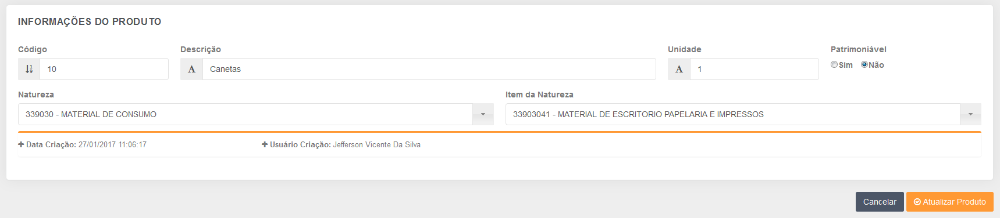 INFORMAÇÕES DO PRODUTO
Código Descrição Unidade Patrimoniável
10 A Canetas A 1 Sim Não
Natureza Item da Natureza
339030 - MATERIAL DE CONSUMO 33903041 - MATERIAL DE ESCRITORIO PAPELARIA E IMPRESSOS
Data Criação: 27/01/2017 11:06:17 Usuário Criação: Jefferson Vicente Da Silva
Cancelar Atualizar Produto